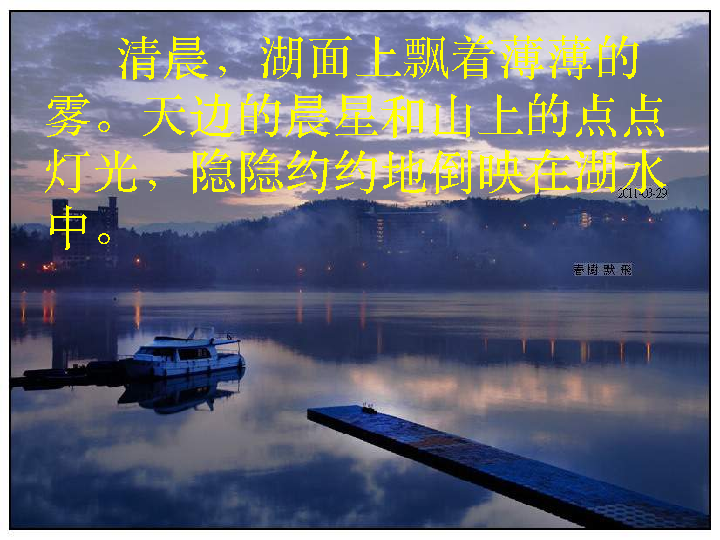 清晨，湖面上飘着薄薄的
雾。天边的晨星和山上的点点
灯光，隐隐约约地倒映在湖水
中。
2011-03-29
春樹默飛